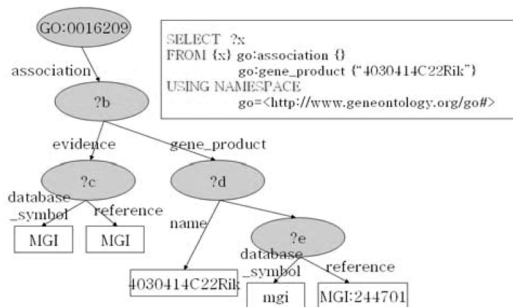 GO:0016209
SELECT ?x
FROM {x} go:association {}
go:gene_product {"4030414C22Rik"}
USING NAMESPACE
go=<http://www.geneontology.org/go#>
association
?b
evidence
gene_product
?c
?d
database
_symbol
reference
name
MGI
MGI
?e
database
_symbol
reference
4030414C22Rik
mgi
MGI:244701